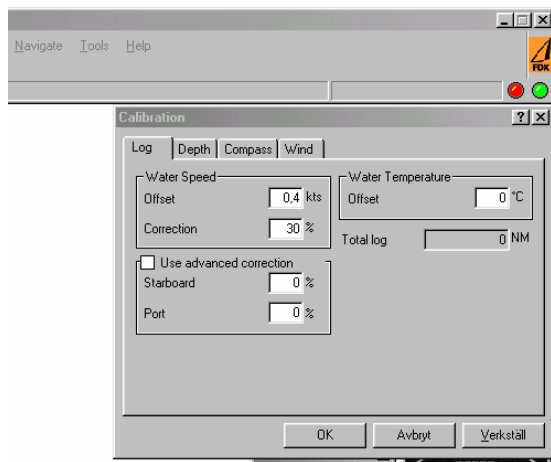 Navigate Tools Help
FDX
Calibration
Log Depth Compass Wind
Water Speed
Offset 0,4 kts
Correction 30 %
Use advanced correction
Starboard 0 %
Port 0 %
Water Temperature
Offset 0 °C
Total log 0 NM
OK Avbryt Verkställ